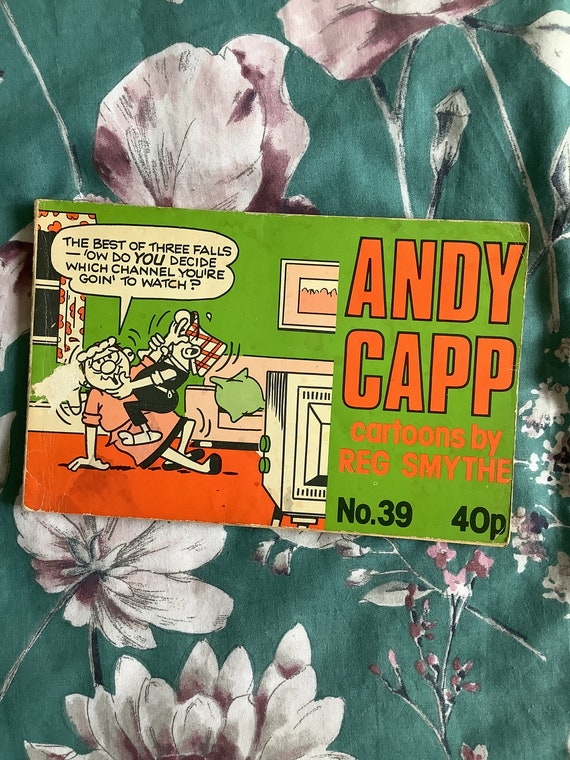 THE BEST OF THREE FALLS
— 'OW DO YOU DECIDE
WHICH CHANNEL YOU'RE
GOIN' TO WATCH?
ANDY
CAPP
cartoons by
REG SMYTHE
No.39 40p